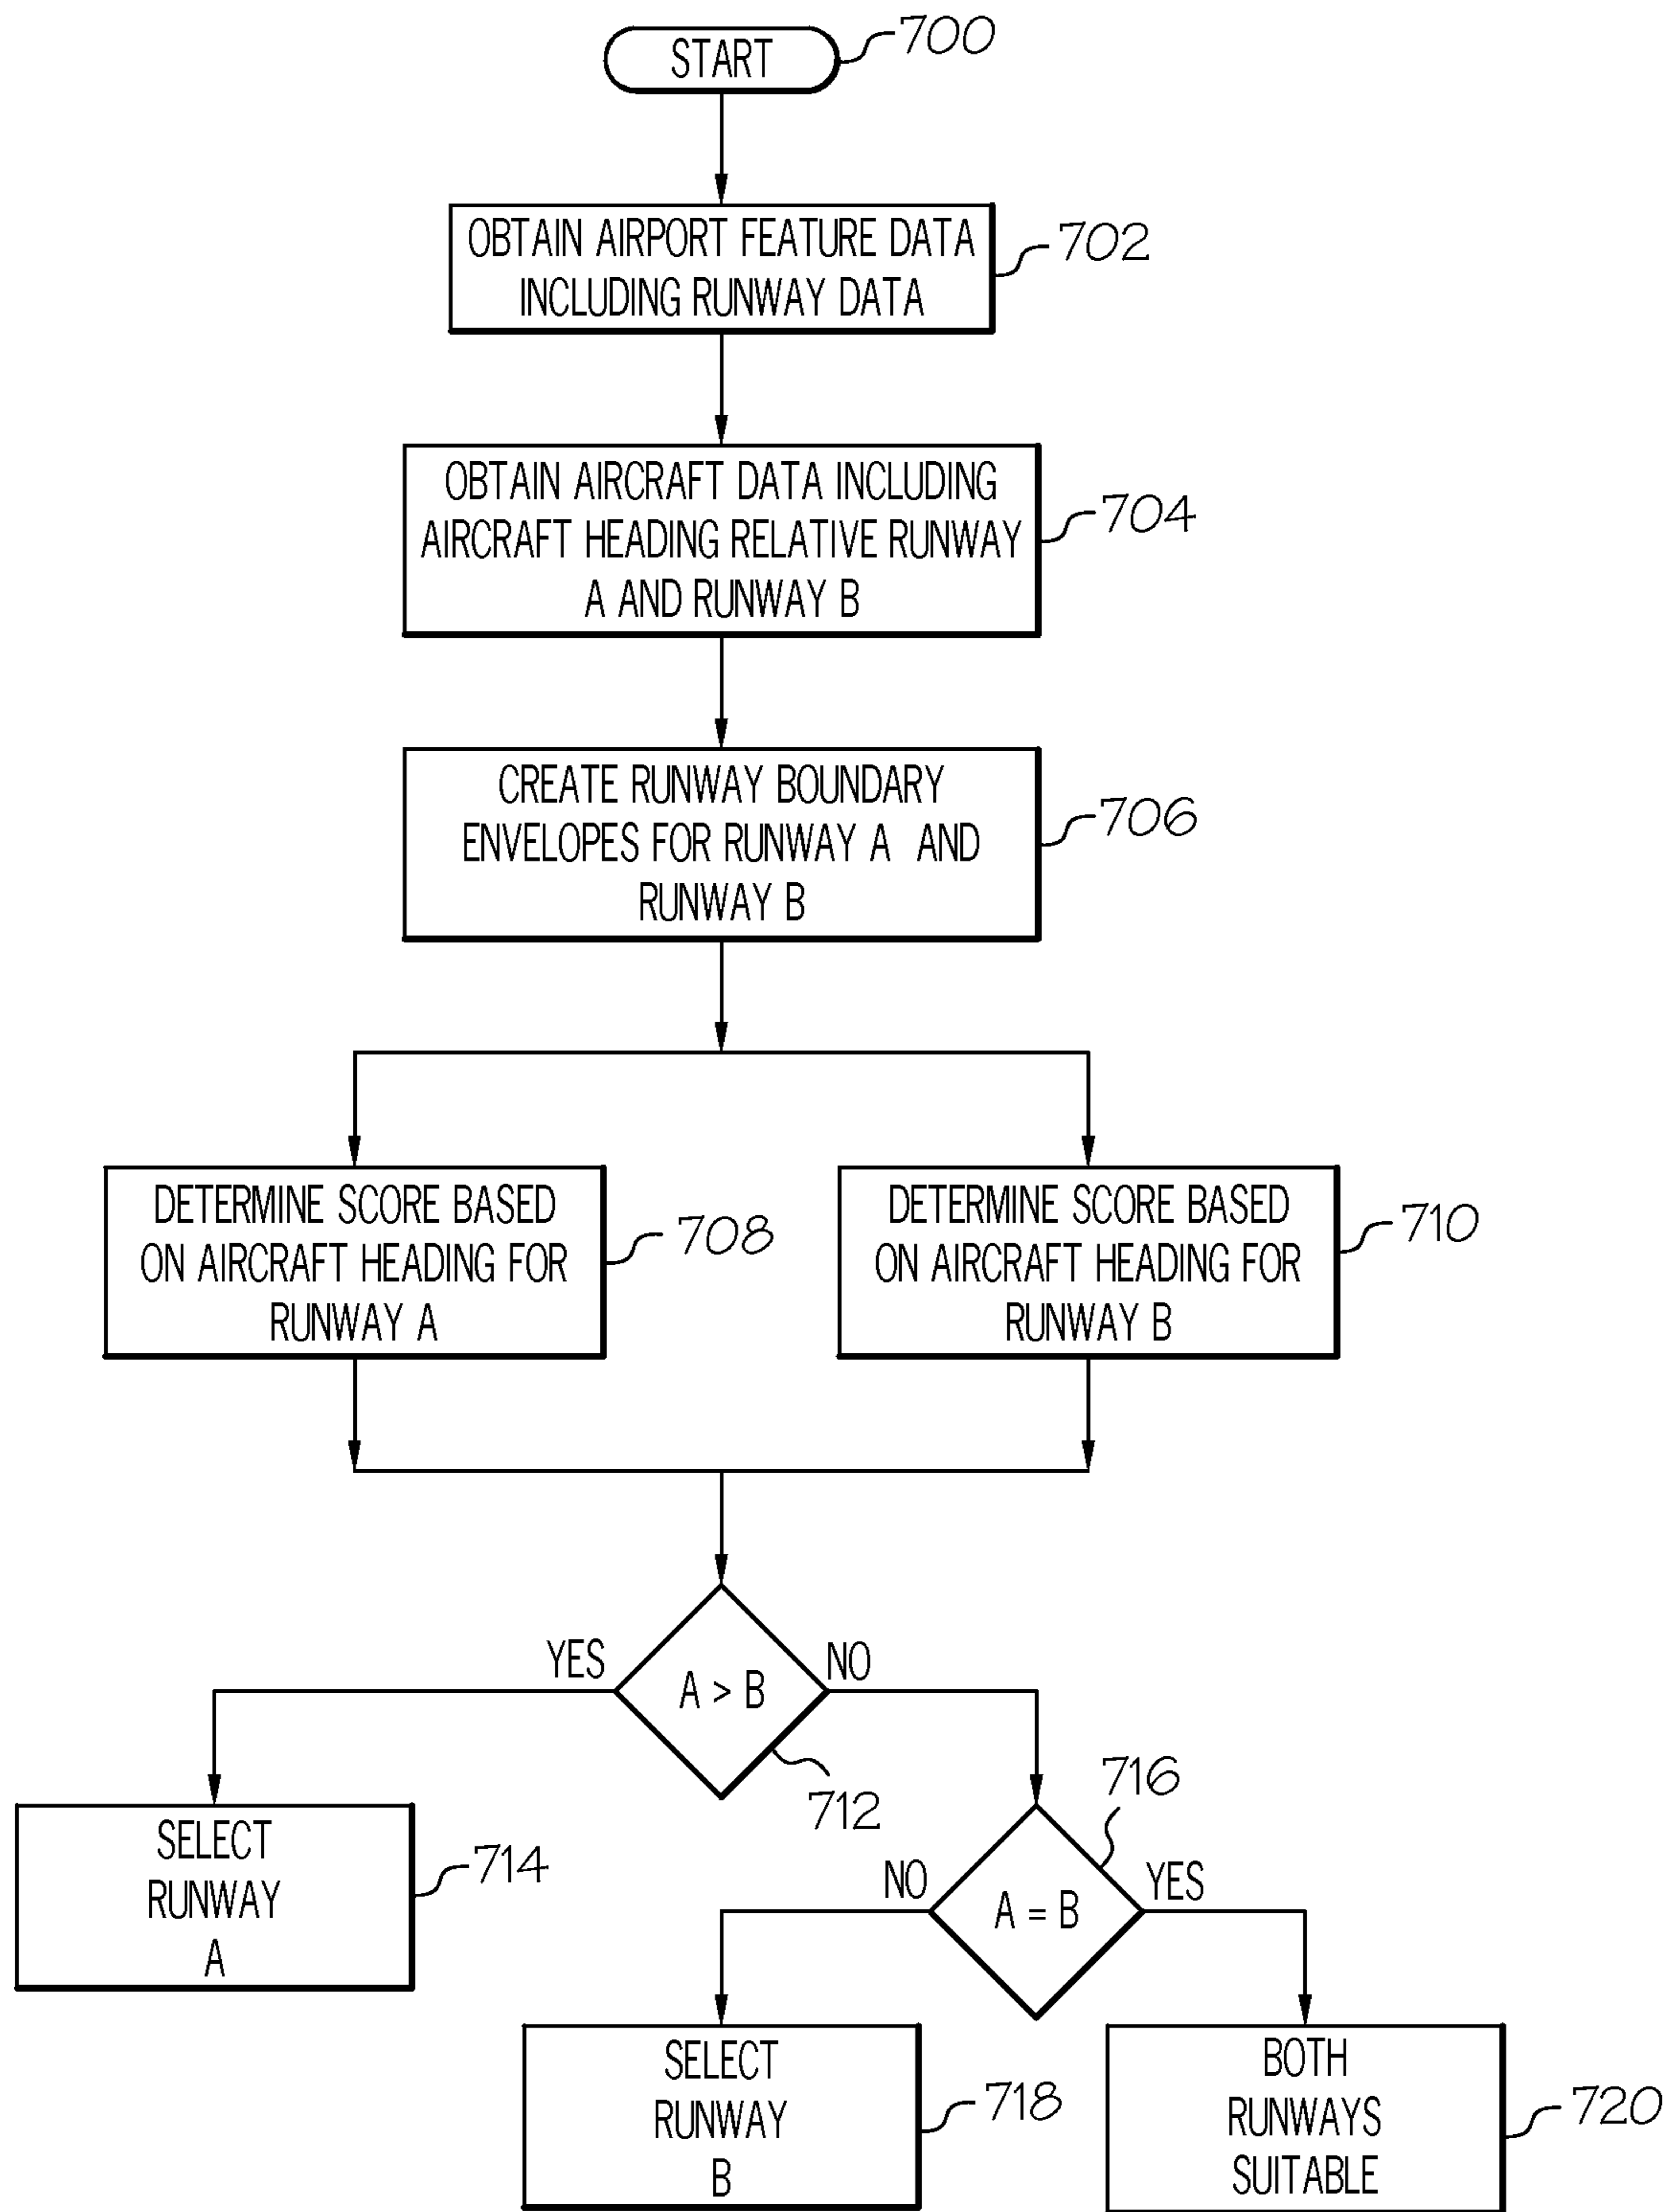 START
700
OBTAIN AIRPORT FEATURE DATA
INCLUDING RUNWAY DATA
702
OBTAIN AIRCRAFT DATA INCLUDING
AIRCRAFT HEADING RELATIVE RUNWAY
A AND RUNWAY B
704
CREATE RUNWAY BOUNDARY
ENVELOPES FOR RUNWAY A AND
RUNWAY B
706
DETERMINE SCORE BASED
ON AIRCRAFT HEADING FOR
RUNWAY A
708
DETERMINE SCORE BASED
ON AIRCRAFT HEADING FOR
RUNWAY B
710
YES
A > B
NO
712
SELECT
RUNWAY
A
714
716
NO
A = B
YES
SELECT
RUNWAY
B
718
BOTH
RUNWAYS
SUITABLE
720